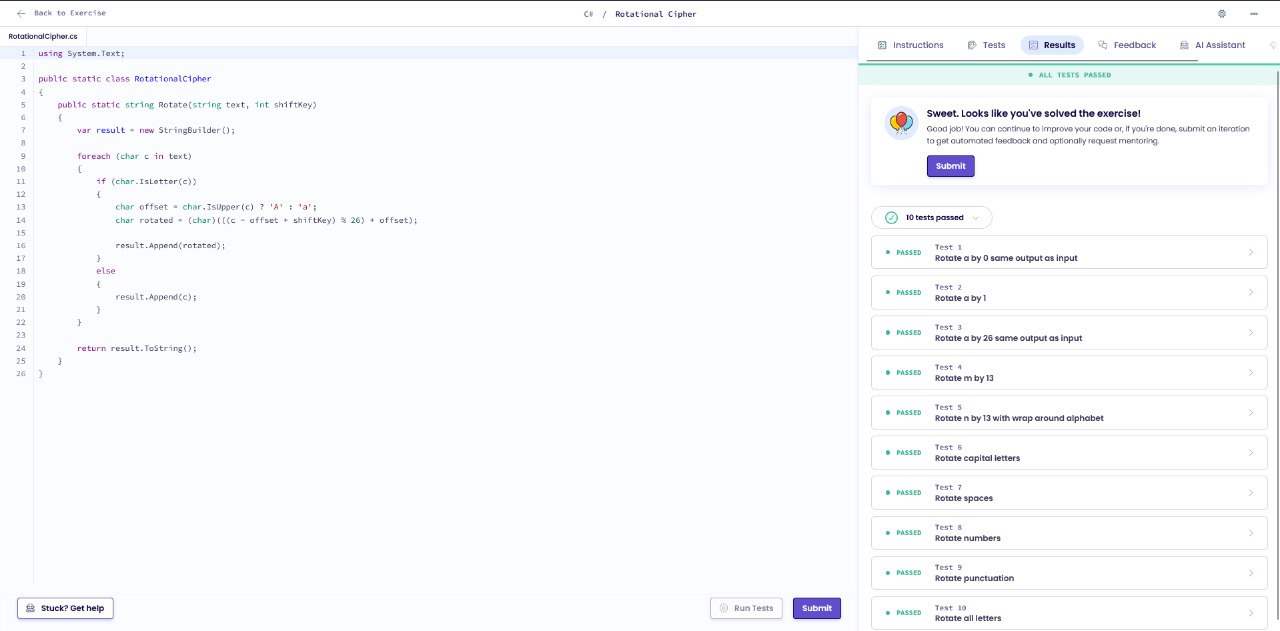 Back to Exercise
C# / Rotational Cipher
RotationalCipher.cs
1 using System.Text;
2
3 public static class RotationalCipher
4 {
5 public static string Rotate(string text, int shiftKey)
6 {
7 var result = new StringBuilder();
8
9 foreach (char c in text)
10 {
11 if (char.IsLetter(c))
12 {
13 char offset = char.IsUpper(c) ? 'A' : 'a';
14 char rotated = (char)(((c - offset + shiftKey) % 26) + offset);
15
16 result.Append(rotated);
17 }
18 else
19 {
20 result.Append(c);
21 }
22 }
23
24 return result.ToString();
25 }
26 }
Stuck? Get help
Run Tests
Submit
Instructions
Tests
Results
Feedback
AI Assistant
ALL TESTS PASSED
Sweet. Looks like you've solved the exercise!
Good job! You can continue to improve your code or, if you're done, submit an iteration
to get automated feedback and optionally request mentoring.
Submit
10 tests passed
PASSED
Test 1
Rotate a by 0 same output as input
PASSED
Test 2
Rotate a by 1
PASSED
Test 3
Rotate a by 26 same output as input
PASSED
Test 4
Rotate m by 13
PASSED
Test 5
Rotate n by 13 with wrap around alphabet
PASSED
Test 6
Rotate capital letters
PASSED
Test 7
Rotate spaces
PASSED
Test 8
Rotate numbers
PASSED
Test 9
Rotate punctuation
PASSED
Test 10
Rotate all letters